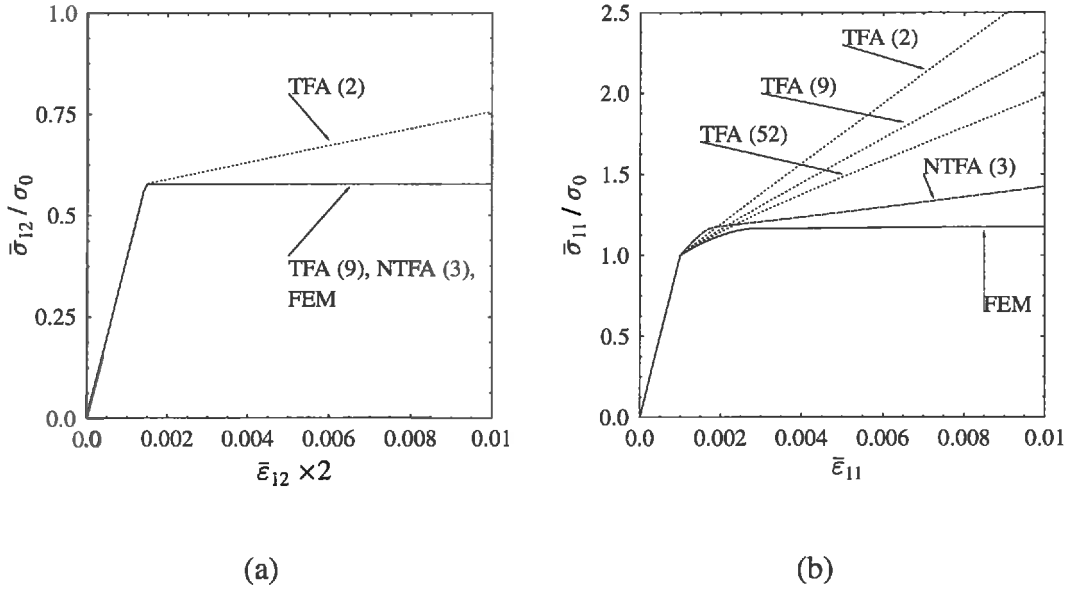 1.0
0.75
0.5
0.25
0.0
σ̄₁₂ / σ₀
TFA (2)
TFA (9), NTFA (3),
FEM
0.0 0.002 0.004 0.006 0.008 0.01
ε̄₁₂ ×2
(a)
2.5
2.0
1.5
1.0
0.5
0.0
σ̄₁₁ / σ₀
TFA (2)
TFA (9)
TFA (52)
NTFA (3)
FEM
0.0 0.002 0.004 0.006 0.008 0.01
ε̄₁₁
(b)